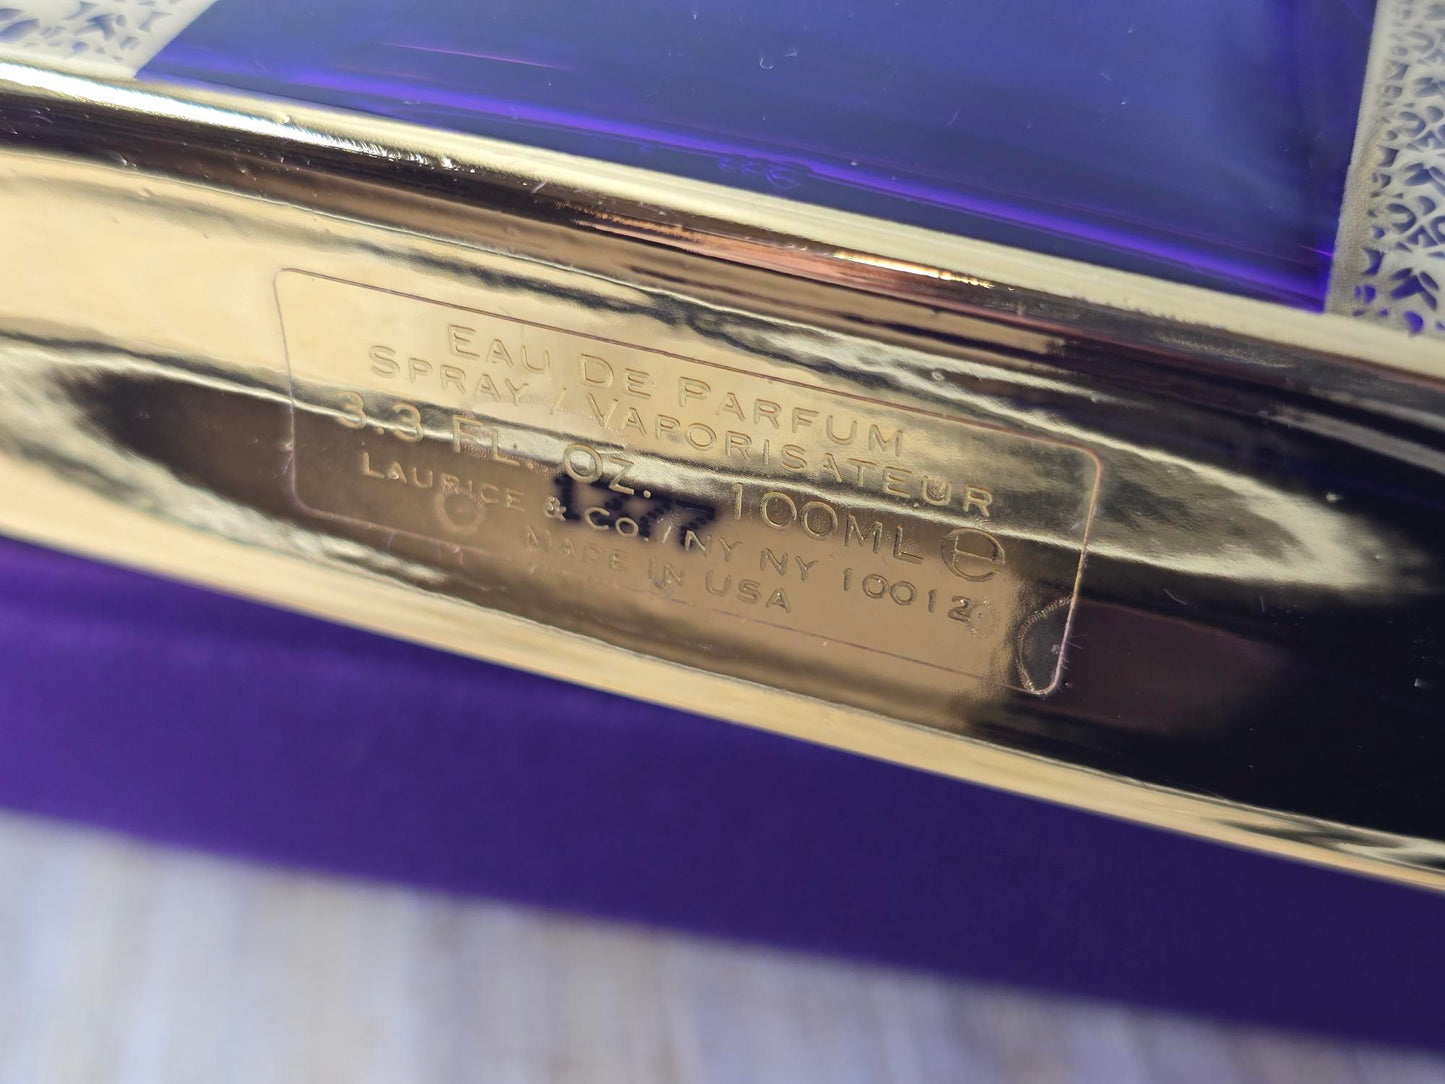 EAU DE PARFUM
SPRAY / VAPORISATEUR
3.3 FL. OZ. 100ML ℮
LAURICE & CO. / NY NY 10012
MADE IN USA